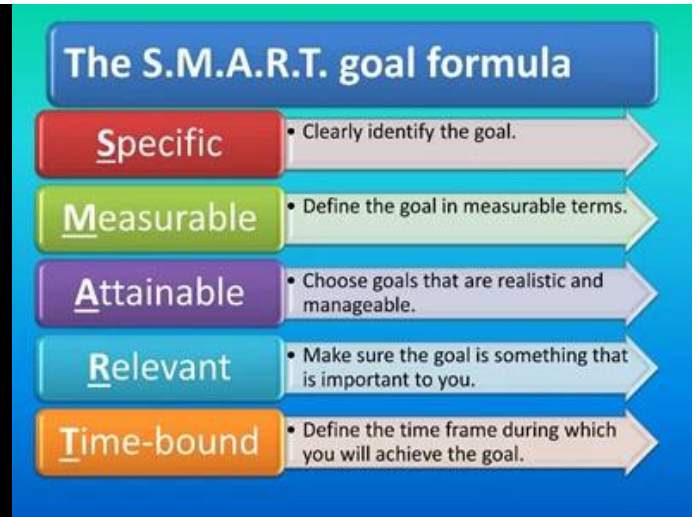 The S.M.A.R.T. goal formula
Specific
• Clearly identify the goal.
Measurable
• Define the goal in measurable terms.
Attainable
• Choose goals that are realistic and
manageable.
Relevant
• Make sure the goal is something that
is important to you.
Time-bound
• Define the time frame during which
you will achieve the goal.